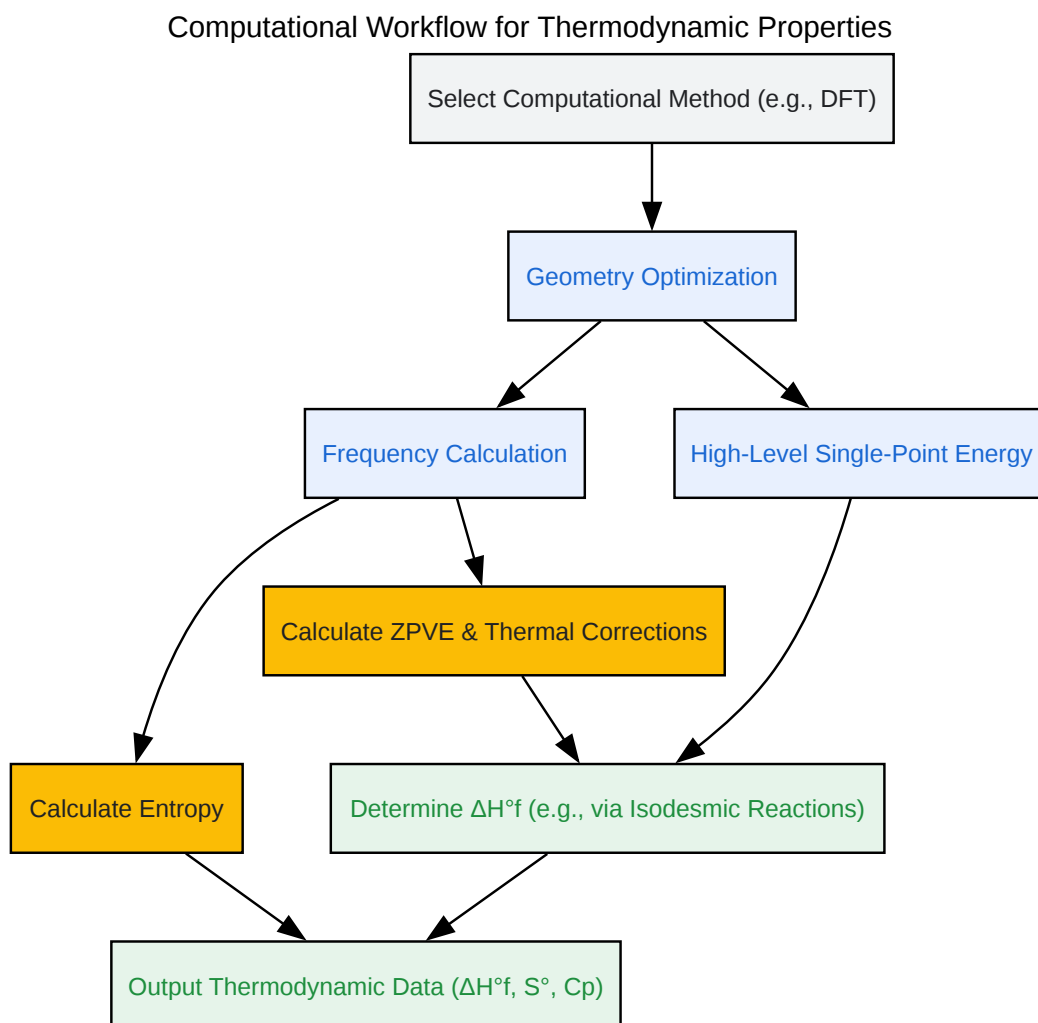 Computational Workflow for Thermodynamic Properties
Select Computational Method (e.g., DFT)
Geometry Optimization
Frequency Calculation
High-Level Single-Point Energy
Calculate ZPVE & Thermal Corrections
Calculate Entropy
Determine ΔH°f (e.g., via Isodesmic Reactions)
Output Thermodynamic Data (ΔH°f, S°, Cp)